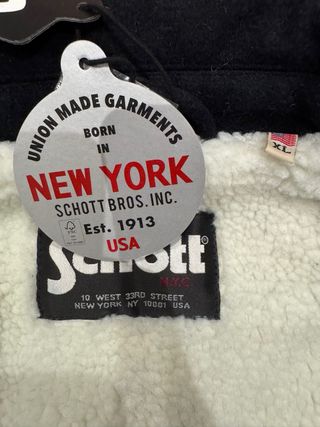 UNION MADE GARMENTS
BORN
IN
NEW YORK
SCHOTT BROS. INC.
FSC
Est. 1913
USA
XL
Schott®
N.Y.C.
10 WEST 33RD STREET
NEW YORK NY 10001 USA